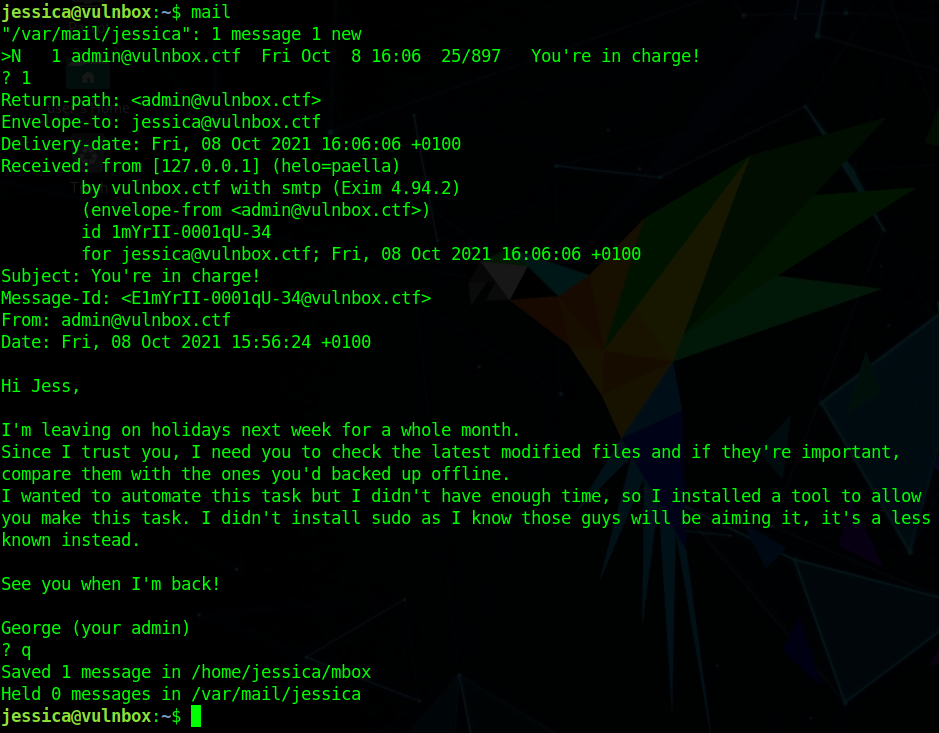 jessica@vulnbox:~$ mail
"/var/mail/jessica": 1 message 1 new
>N   1 admin@vulnbox.ctf  Fri Oct  8 16:06  25/897   You're in charge!
? 1
Return-path: <admin@vulnbox.ctf>
Envelope-to: jessica@vulnbox.ctf
Delivery-date: Fri, 08 Oct 2021 16:06:06 +0100
Received: from [127.0.0.1] (helo=paella)
        by vulnbox.ctf with smtp (Exim 4.94.2)
        (envelope-from <admin@vulnbox.ctf>)
        id 1mYrII-0001qU-34
        for jessica@vulnbox.ctf; Fri, 08 Oct 2021 16:06:06 +0100
Subject: You're in charge!
Message-Id: <E1mYrII-0001qU-34@vulnbox.ctf>
From: admin@vulnbox.ctf
Date: Fri, 08 Oct 2021 15:56:24 +0100

Hi Jess,

I'm leaving on holidays next week for a whole month.
Since I trust you, I need you to check the latest modified files and if they're important,
compare them with the ones you'd backed up offline.
I wanted to automate this task but I didn't have enough time, so I installed a tool to allow
you make this task. I didn't install sudo as I know those guys will be aiming it, it's a less
known instead.

See you when I'm back!

George (your admin)
? q
Saved 1 message in /home/jessica/mbox
Held 0 messages in /var/mail/jessica
jessica@vulnbox:~$